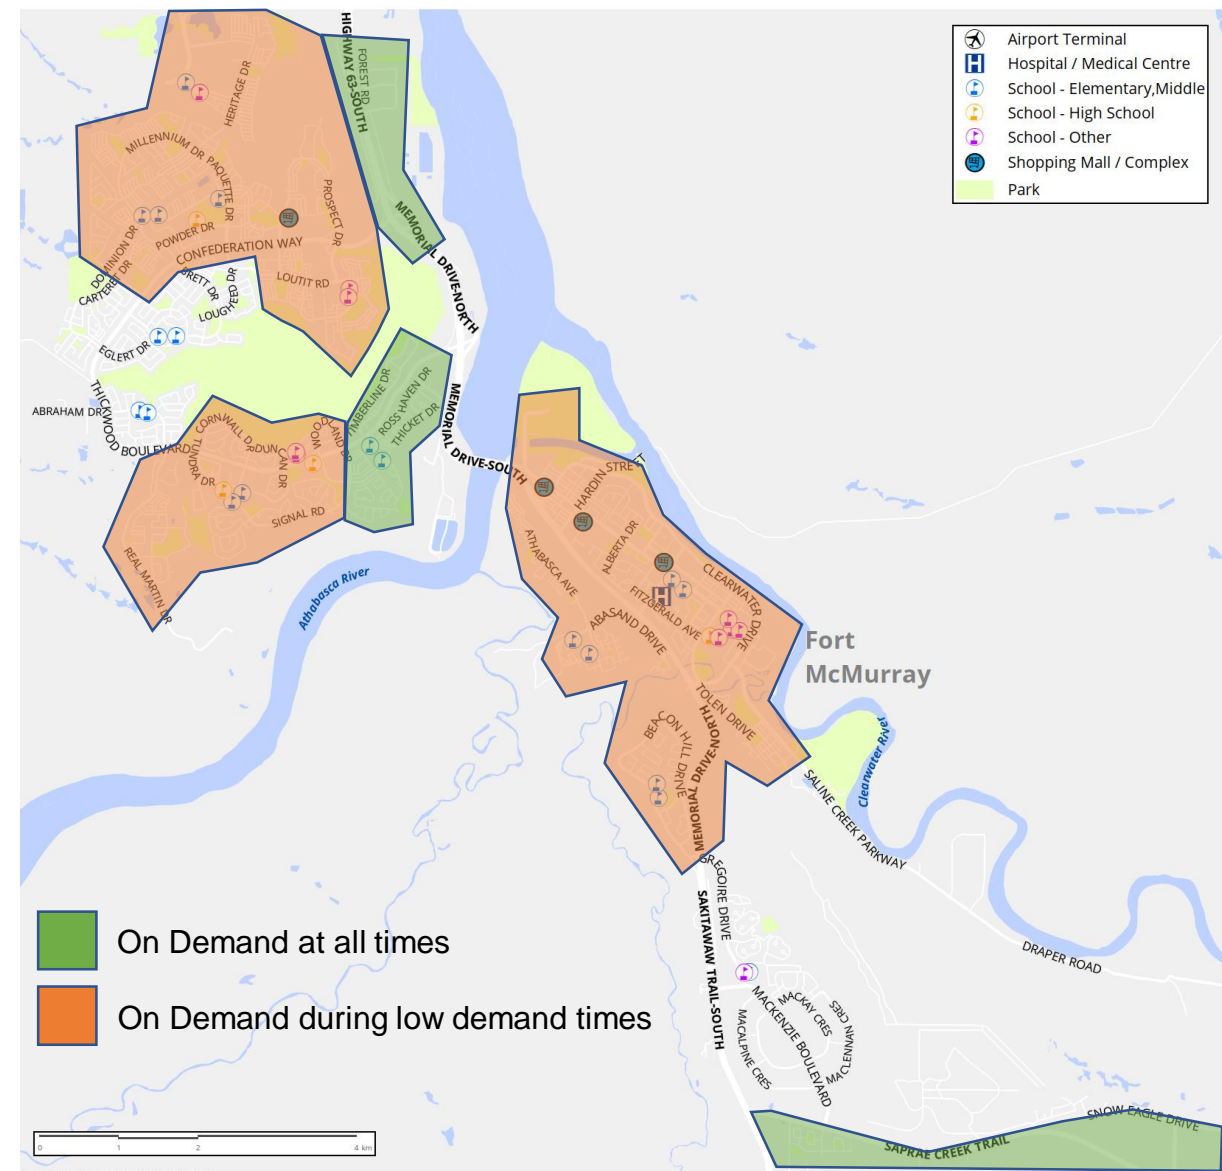 HIGHWAY 63-SOUTH
FOREST RD
HERITAGE DR
MILLENNIUM DR
PAQUETTE DR
PROSPECT DR
MEMORIAL DRIVE-NORTH
DOMINION DR
POWDER DR
CONFEDERATION WAY
CARTERET DR
BRETT DR
LOUGHEED DR
LOUTIT RD
EGLERT DR
THICKWOOD BOULEVARD
ABRAHAM DR
TIMBERLINE DR
ROSS HAVEN DR
THICKET DR
MEMORIAL DRIVE-SOUTH
CORNWALL DR
TUNDRA DR
DUNCAN DR
WOODLAND DR
SIGNAL RD
REAL MARTIN DR
Athabasca River
HARDIN STREET
ALBERTA DR
ATHABASCA AVE
CLEARWATER DRIVE
FITZGERALD AVE
ABASAND DRIVE
Fort
McMurray
TOLEN DRIVE
BEACON HILL DRIVE
MEMORIAL DRIVE-NORTH
Clearwater River
SALINE CREEK PARKWAY
GREGOIRE DRIVE
SAKITAWAW TRAIL-SOUTH
DRAPER ROAD
MACKAY CRES
MACKENZIE BOULEVARD
MACLENNAN CRES
MACALPINE CRES
SNOW EAGLE DRIVE
SAPRAE CREEK TRAIL
Airport Terminal
H Hospital / Medical Centre
School - Elementary,Middle
School - High School
School - Other
Shopping Mall / Complex
Park
H
On Demand at all times
On Demand during low demand times
0 1 2 4 km